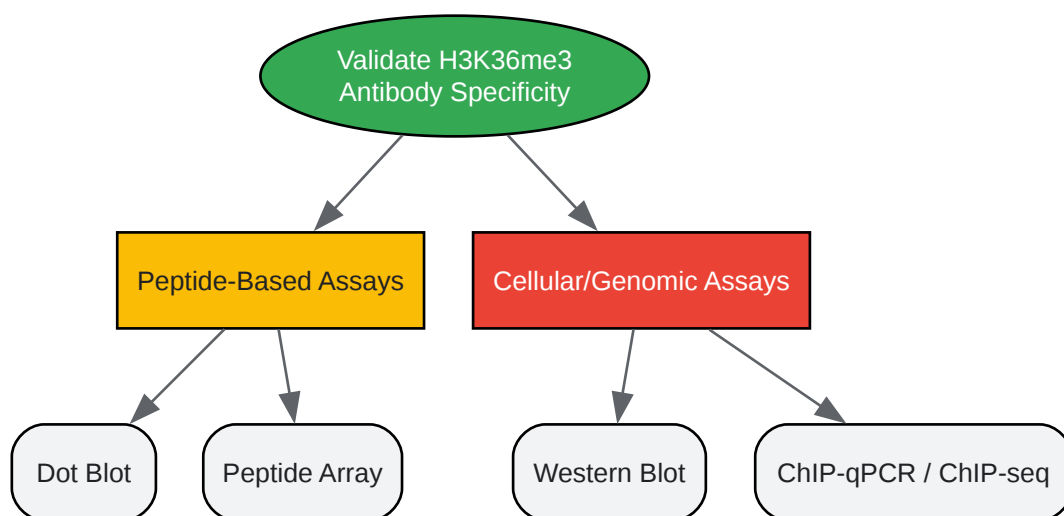 Validate H3K36me3
Antibody Specificity
Peptide-Based Assays
Cellular/Genomic Assays
Dot Blot
Peptide Array
Western Blot
ChIP-qPCR / ChIP-seq